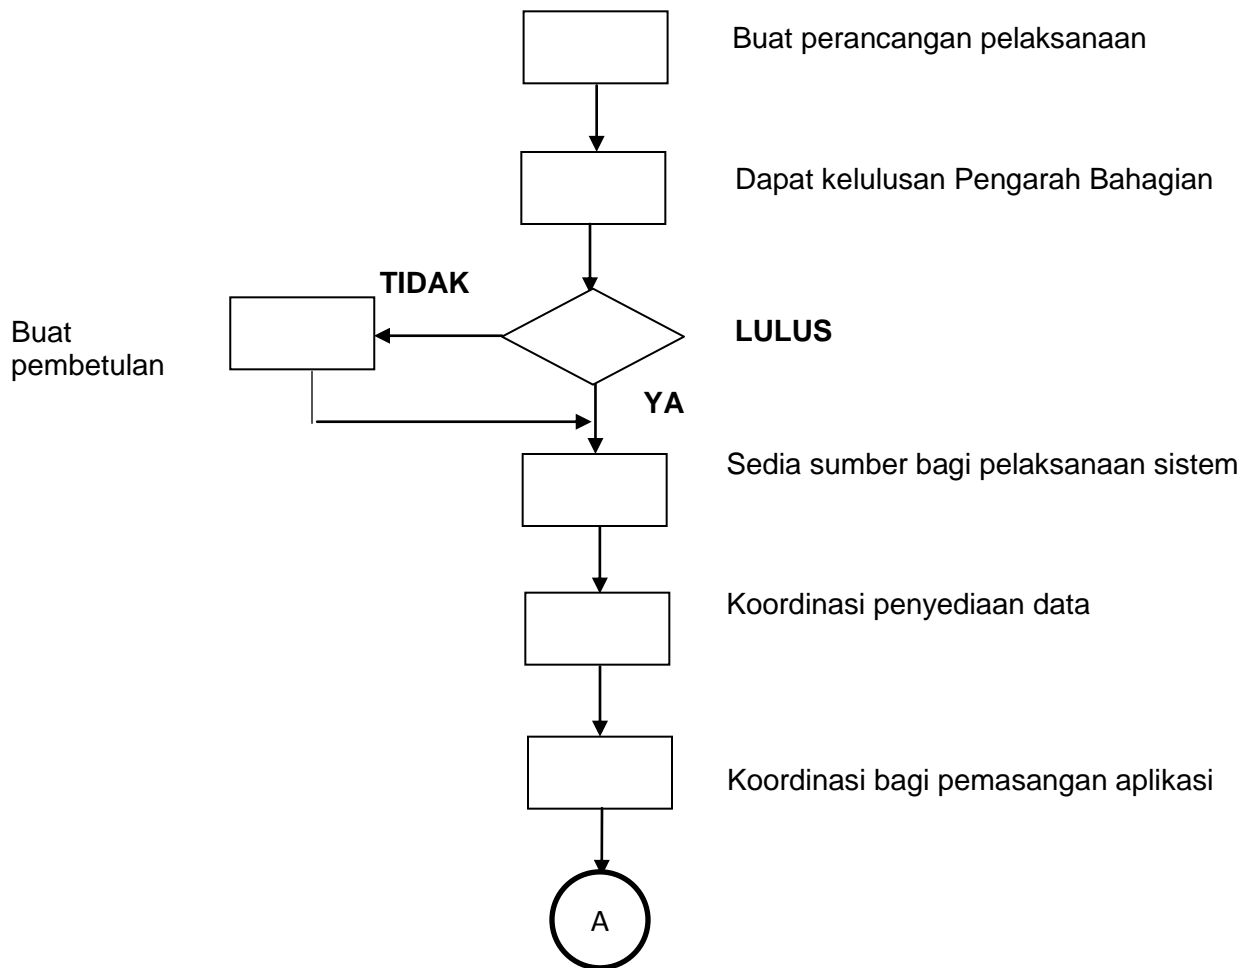 Buat perancangan pelaksanaan
Dapat kelulusan Pengarah Bahagian
TIDAK
LULUS
Buat
pembetulan
YA
Sedia sumber bagi pelaksanaan sistem
Koordinasi penyediaan data
Koordinasi bagi pemasangan aplikasi
A